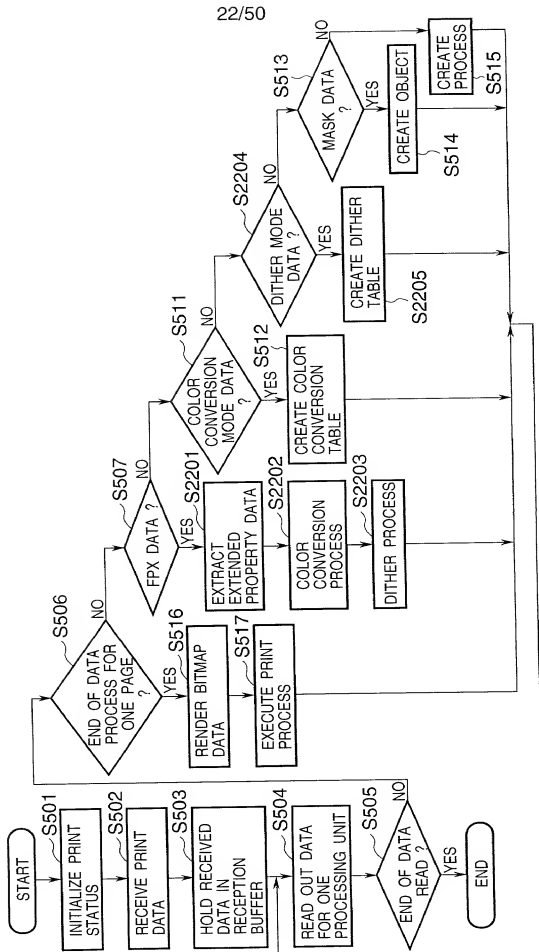 22/50
START
S501
INITIALIZE PRINT
STATUS
S502
RECEIVE PRINT
DATA
S503
HOLD RECEIVED
DATA IN
RECEPTION
BUFFER
S504
READ OUT DATA
FOR ONE
PROCESSING UNIT
S505
END OF DATA
READ ?
NO
YES
END
S506
END OF DATA
PROCESS FOR
ONE PAGE
?
NO
YES
S516
RENDER BITMAP
DATA
S517
EXECUTE PRINT
PROCESS
S507
FPX DATA ?
NO
YES
S2201
EXTRACT
EXTENDED
PROPERTY DATA
S2202
COLOR
CONVERSION
PROCESS
S2203
DITHER PROCESS
S511
COLOR
CONVERSION
MODE DATA
?
NO
YES
S512
CREATE COLOR
CONVERSION
TABLE
S2204
DITHER MODE
DATA ?
NO
YES
CREATE DITHER
TABLE
S2205
S513
MASK DATA
?
NO
YES
CREATE OBJECT
S514
CREATE
PROCESS
S515